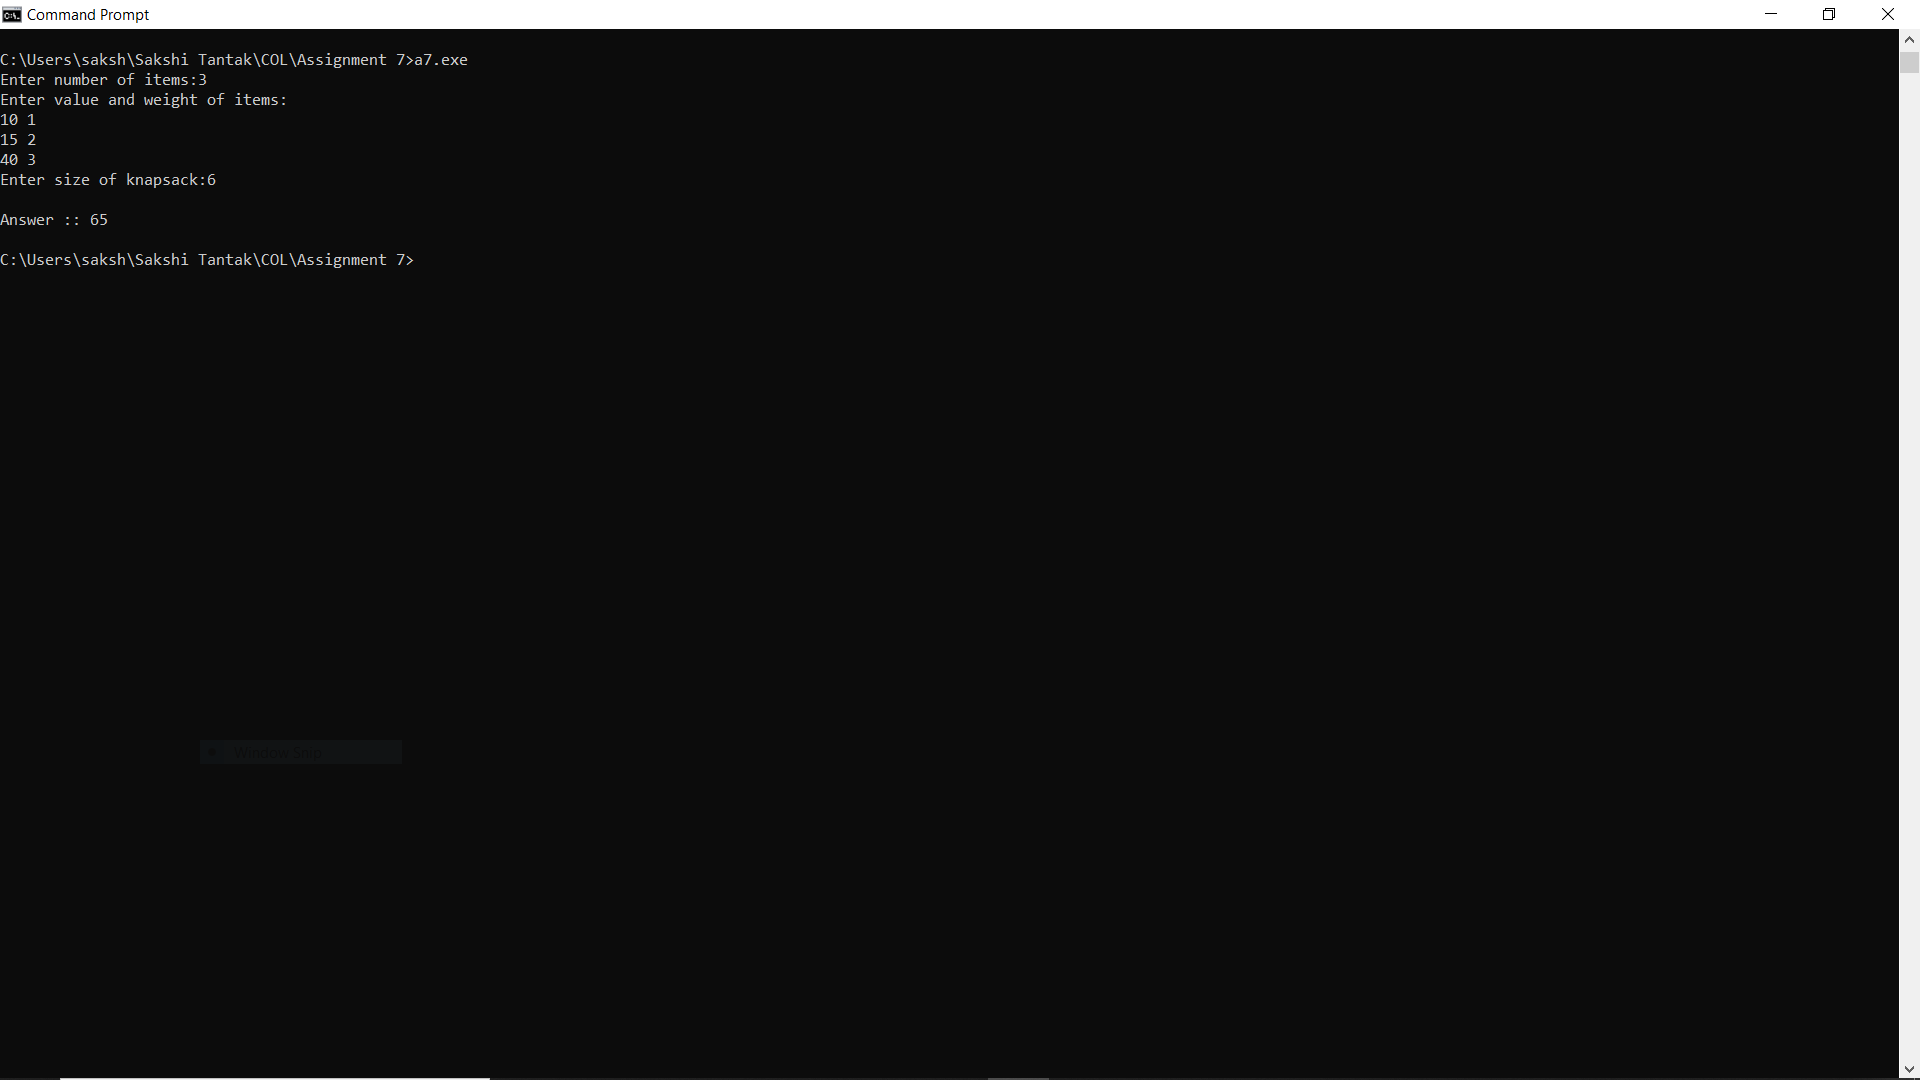 Command Prompt
C:\Users\saksh\Sakshi Tantak\COL\Assignment 7>a7.exe
Enter number of items:3
Enter value and weight of items:
10 1
15 2
40 3
Enter size of knapsack:6
Answer :: 65
C:\Users\saksh\Sakshi Tantak\COL\Assignment 7>
Window Snip